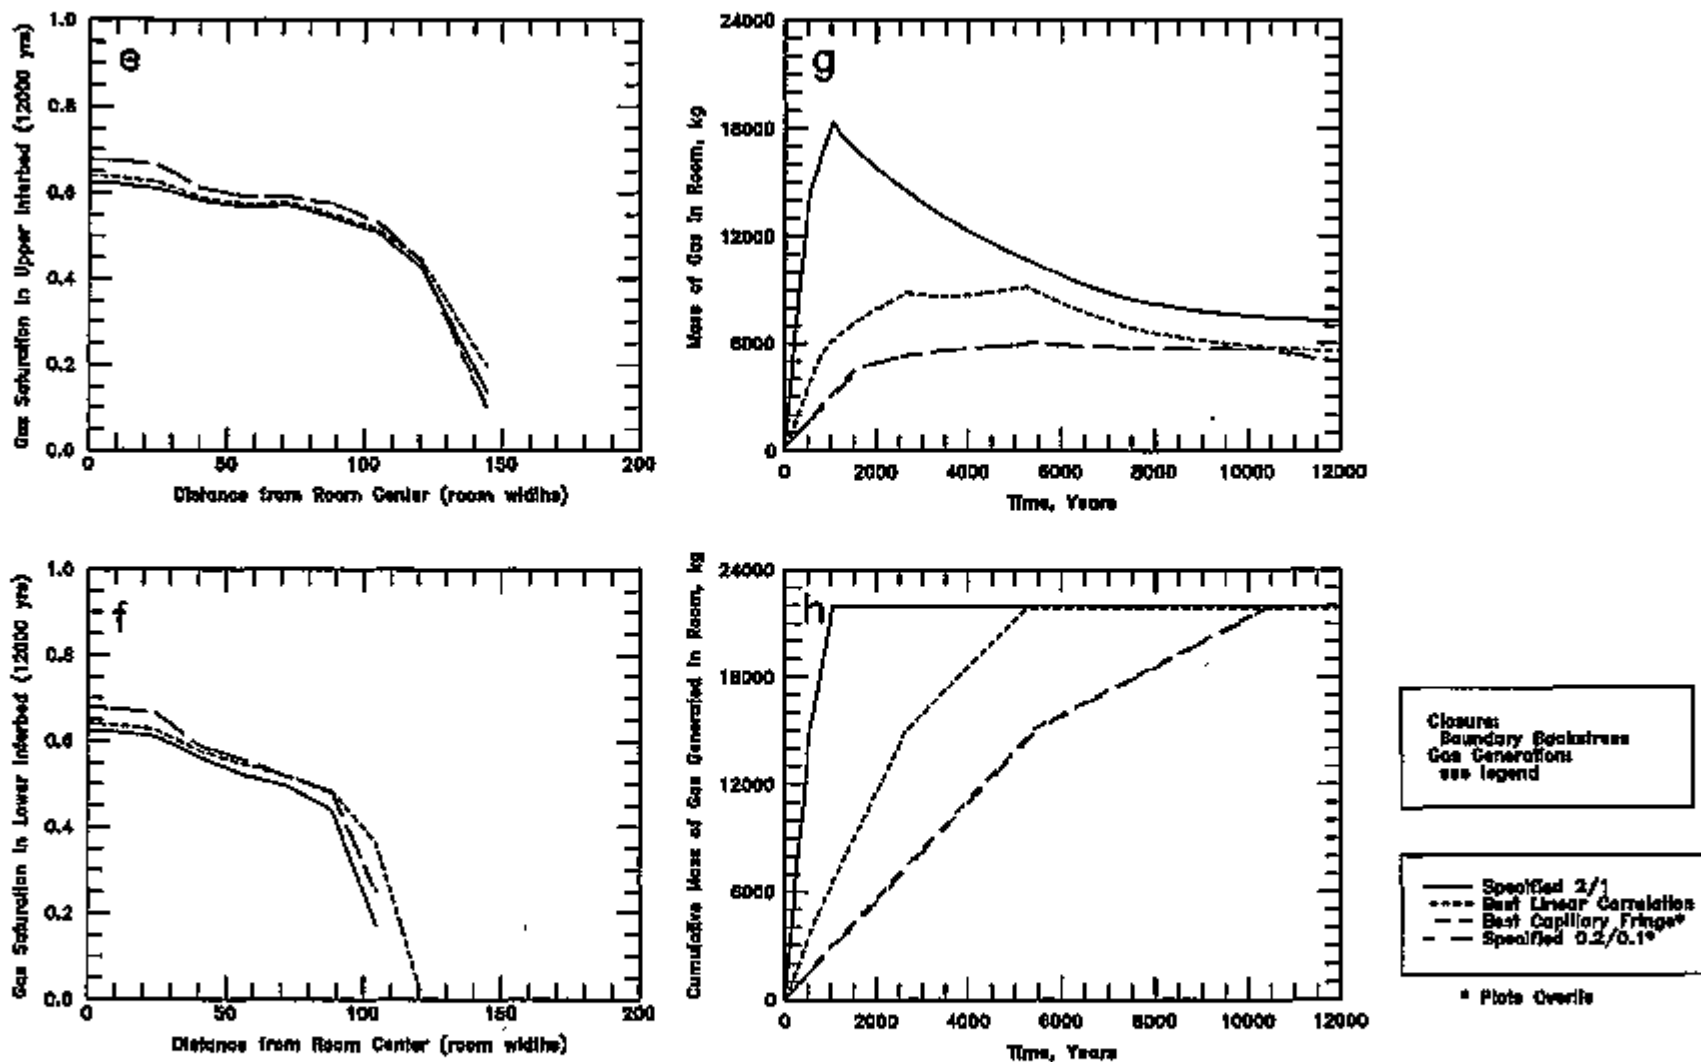 e
Gas Saturation in Upper Interbed (12000 yrs)
1.0
0.8
0.6
0.4
0.2
0.0
0 50 100 150 200
Distance from Room Center (room widths)
g
Mass of Gas In Room, kg
24000
18000
12000
6000
0
0 2000 4000 6000 8000 10000 12000
Time, Years
f
Gas Saturation in Lower Interbed (12000 yrs)
1.0
0.8
0.6
0.4
0.2
0.0
0 50 100 150 200
Distance from Room Center (room widths)
h
Cumulative Mass of Gas Generated in Room, kg
24000
18000
12000
6000
0
0 2000 4000 6000 8000 10000 12000
Time, Years
Closure:
Boundary Backstress
Gas Generation:
see legend
Specified 2/1
Best Linear Correlation
Best Capillary Fringe*
Specified 0.2/0.1*
* Plots Overlie